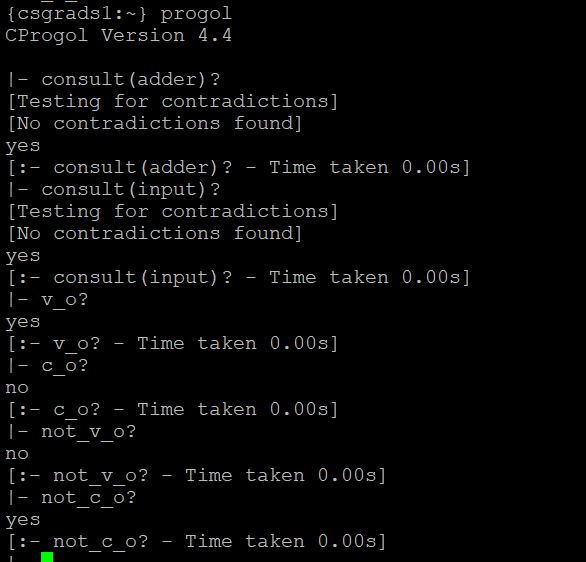 {csgrads1:~} progol
CProgol Version 4.4
|- consult(adder)?
[Testing for contradictions]
[No contradictions found]
yes
[:- consult(adder)? - Time taken 0.00s]
|- consult(input)?
[Testing for contradictions]
[No contradictions found]
yes
[:- consult(input)? - Time taken 0.00s]
|- v_o?
yes
[:- v_o? - Time taken 0.00s]
|- c_o?
no
[:- c_o? - Time taken 0.00s]
|- not_v_o?
no
[:- not_v_o? - Time taken 0.00s]
|- not_c_o?
yes
[:- not_c_o? - Time taken 0.00s]